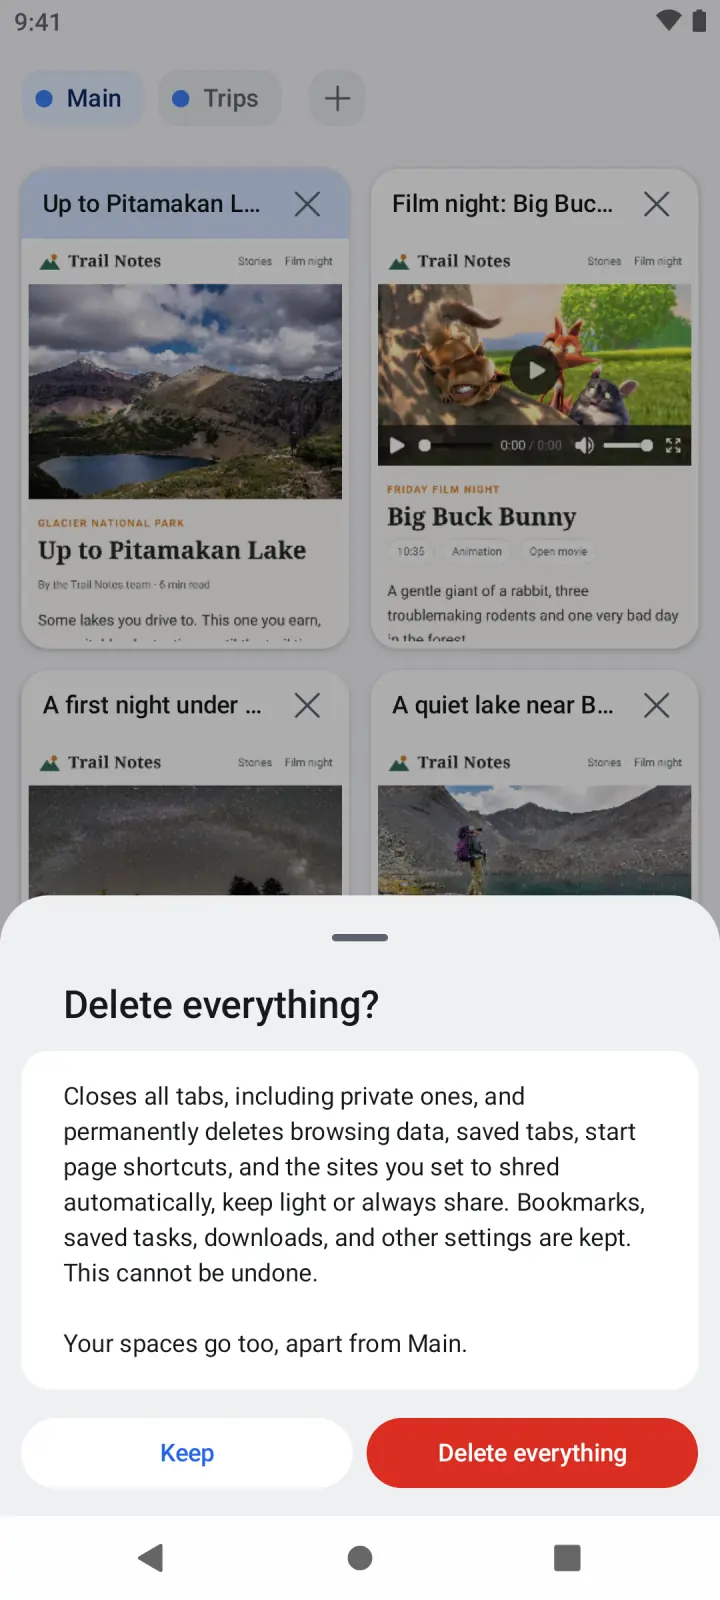 9:41
Main
Trips
Up to Pitamakan L...
Film night: Big Buc...
Trail Notes
Stories
Film night
Trail Notes
Stories
Film night
0:00 / 0:00
GLACIER NATIONAL PARK
Up to Pitamakan Lake
By the Trail Notes team · 6 min read
Some lakes you drive to. This one you earn,
FRIDAY FILM NIGHT
Big Buck Bunny
10:35
Animation
Open movie
A gentle giant of a rabbit, three
troublemaking rodents and one very bad day
in the forest
A first night under ...
A quiet lake near B...
Trail Notes
Stories
Film night
Trail Notes
Stories
Film night
Delete everything?
Closes all tabs, including private ones, and
permanently deletes browsing data, saved tabs, start
page shortcuts, and the sites you set to shred
automatically, keep light or always share. Bookmarks,
saved tasks, downloads, and other settings are kept.
This cannot be undone.
Your spaces go too, apart from Main.
Keep
Delete everything